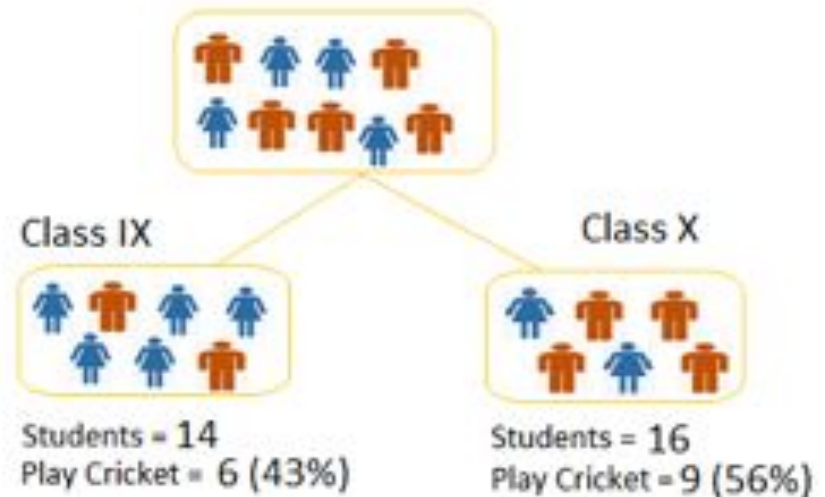 Class IX
Class X
Students = 14
Play Cricket = 6 (43%)
Students = 16
Play Cricket = 9 (56%)